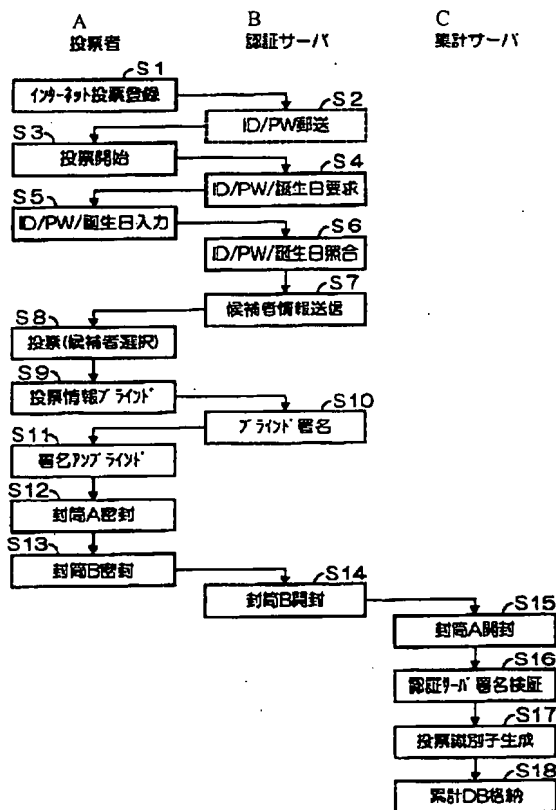 A B C
投票者 認証サーバ 累計サーバ
S1
インターネット投票登録
S2
ID/PW郵送
S3
投票開始
S4
ID/PW/誕生日要求
S5
ID/PW/誕生日入力
S6
ID/PW/誕生日照合
S7
候補者情報送信
S8
投票(候補者選択)
S9
投票情報ブラインド
S10
ブラインド署名
S11
署名アンブラインド
S12
封筒A密封
S13
封筒B密封
S14
封筒B開封
S15
封筒A開封
S16
認証サーバ署名検証
S17
投票識別子生成
S18
累計DB格納